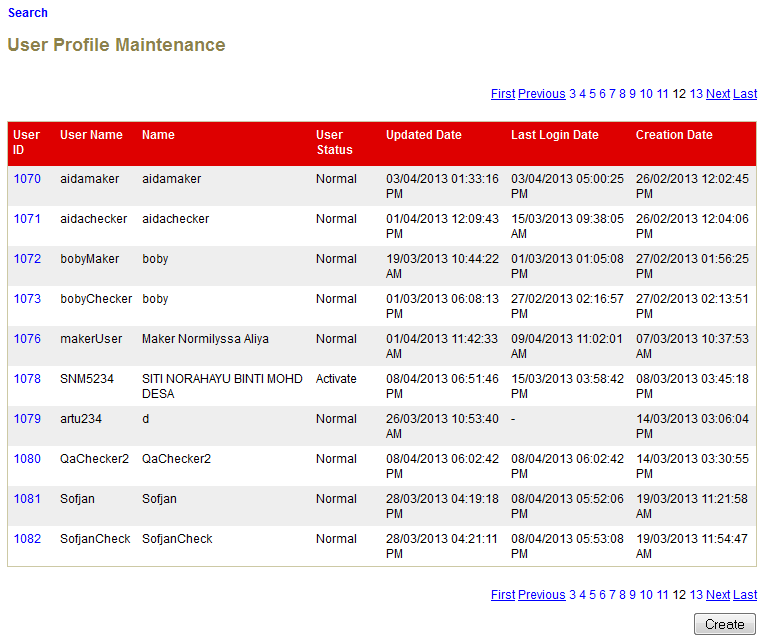 Search
User Profile Maintenance
First Previous 3 4 5 6 7 8 9 10 11 12 13 Next Last
User ID User Name Name User Status Updated Date Last Login Date Creation Date
1070 aidamaker aidamaker Normal 03/04/2013 01:33:16 PM 03/04/2013 05:00:25 PM 26/02/2013 12:02:45 PM
1071 aidachecker aidachecker Normal 01/04/2013 12:09:43 PM 15/03/2013 09:38:05 AM 26/02/2013 12:04:06 PM
1072 bobyMaker boby Normal 19/03/2013 10:44:22 AM 01/03/2013 01:05:08 PM 27/02/2013 01:56:25 PM
1073 bobyChecker boby Normal 01/03/2013 06:08:13 PM 27/02/2013 02:16:57 PM 27/02/2013 02:13:51 PM
1076 makerUser Maker Normilyssa Aliya Normal 01/04/2013 11:42:33 AM 09/04/2013 11:02:01 AM 07/03/2013 10:37:53 AM
1078 SNM5234 SITI NORAHAYU BINTI MOHD DESA Activate 08/04/2013 06:51:46 PM 15/03/2013 03:58:42 PM 08/03/2013 03:45:18 PM
1079 artu234 d Normal 26/03/2013 10:53:40 AM - 14/03/2013 03:06:04 PM
1080 QaChecker2 QaChecker2 Normal 08/04/2013 06:02:42 PM 08/04/2013 06:02:42 PM 14/03/2013 03:30:55 PM
1081 Sofjan Sofjan Normal 28/03/2013 04:19:18 PM 08/04/2013 05:52:06 PM 19/03/2013 11:21:58 AM
1082 SofjanCheck SofjanCheck Normal 28/03/2013 04:21:11 PM 08/04/2013 05:53:08 PM 19/03/2013 11:54:47 AM
First Previous 3 4 5 6 7 8 9 10 11 12 13 Next Last
Create